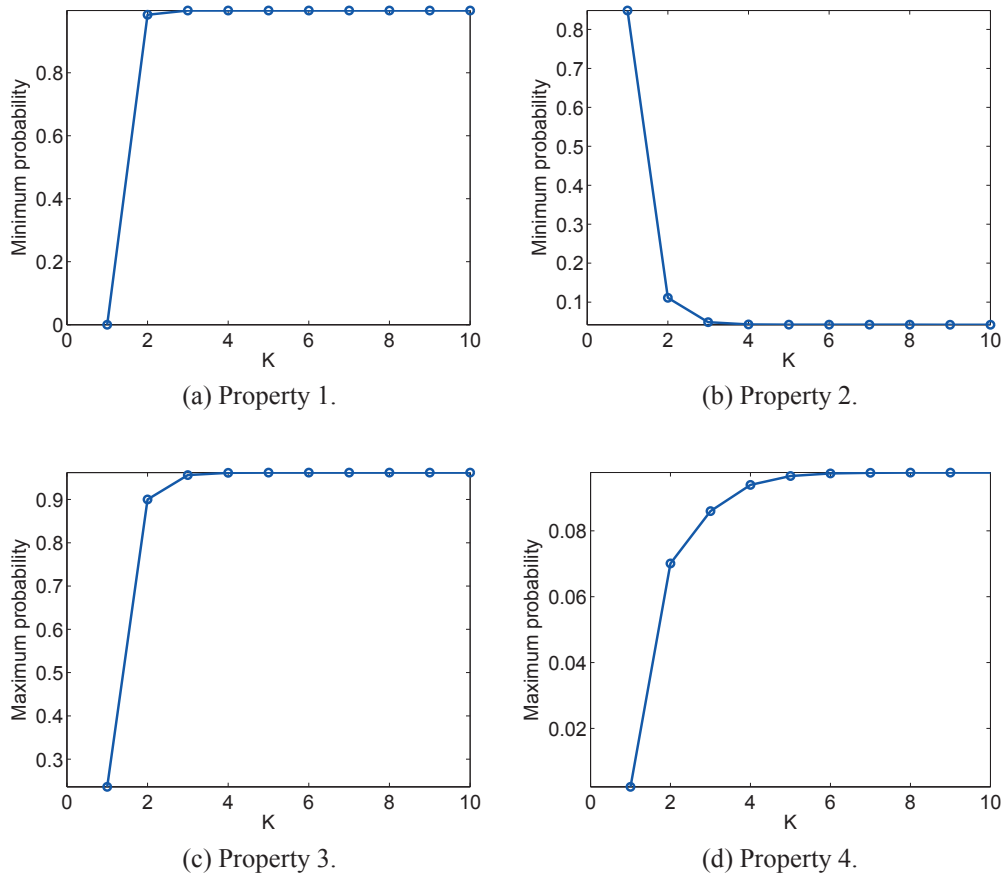 Minimum probability
0.8
0.6
0.4
0.2
0
0 2 4 6 8 10
K
(a) Property 1.
Minimum probability
0.8
0.7
0.6
0.5
0.4
0.3
0.2
0.1
0 2 4 6 8 10
K
(b) Property 2.
Maximum probability
0.9
0.8
0.7
0.6
0.5
0.4
0.3
0 2 4 6 8 10
K
(c) Property 3.
Maximum probability
0.08
0.06
0.04
0.02
0 2 4 6 8 10
K
(d) Property 4.